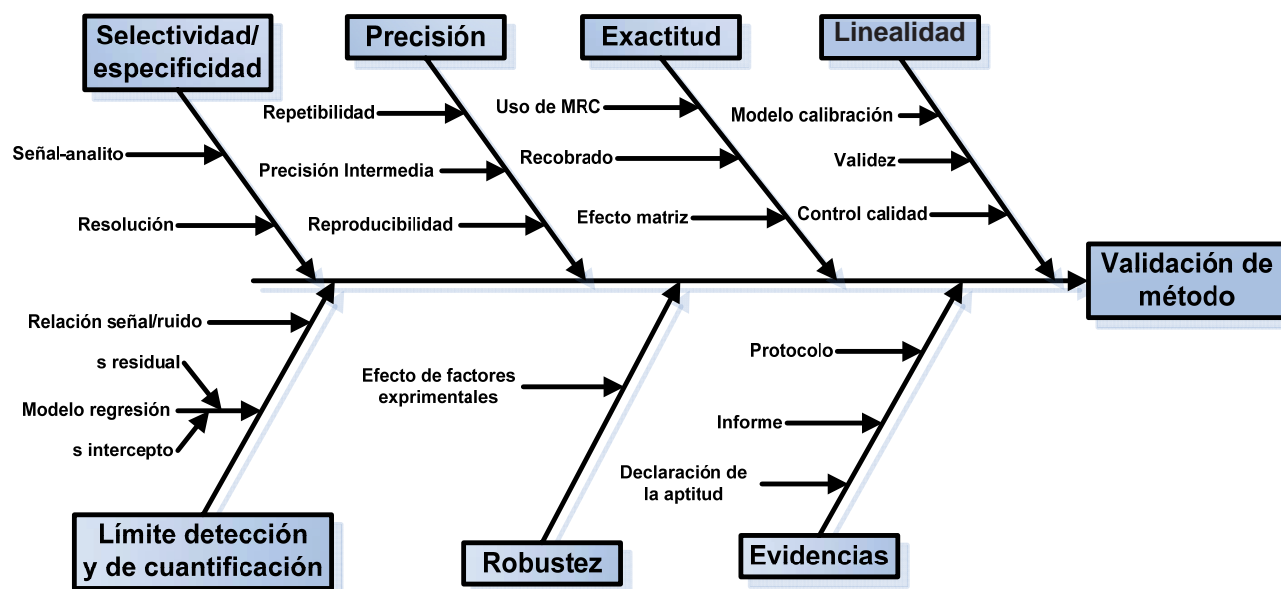 Selectividad/
especificidad
Precisión
Exactitud
Linealidad
Señal-analito
Resolución
Repetibilidad
Precisión Intermedia
Reproducibilidad
Uso de MRC
Recobrado
Efecto matriz
Modelo calibración
Validez
Control calidad
Validación de
método
Relación señal/ruido
s residual
Modelo regresión
s intercepto
Efecto de factores
exprimentales
Protocolo
Informe
Declaración de
la aptitud
Límite detección
y de cuantificación
Robustez
Evidencias